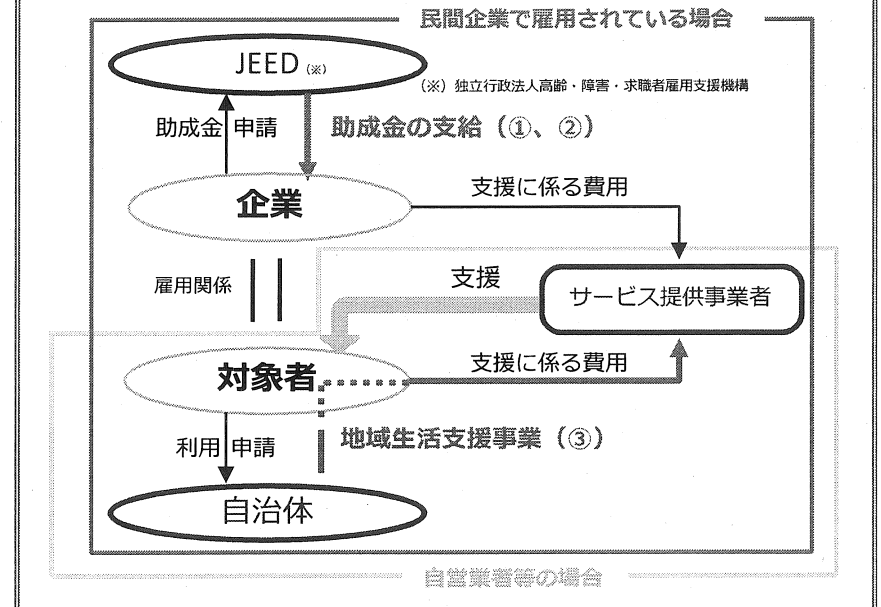 民間企業で雇用されている場合
JEED（※）
（※）独立行政法人高齢・障害・求職者雇用支援機構
助成金 申請
助成金の支給（①、②）
企業
支援に係る費用
雇用関係
支援
サービス提供事業者
対象者
支援に係る費用
利用 申請
地域生活支援事業（③）
自治体
自営業者等の場合